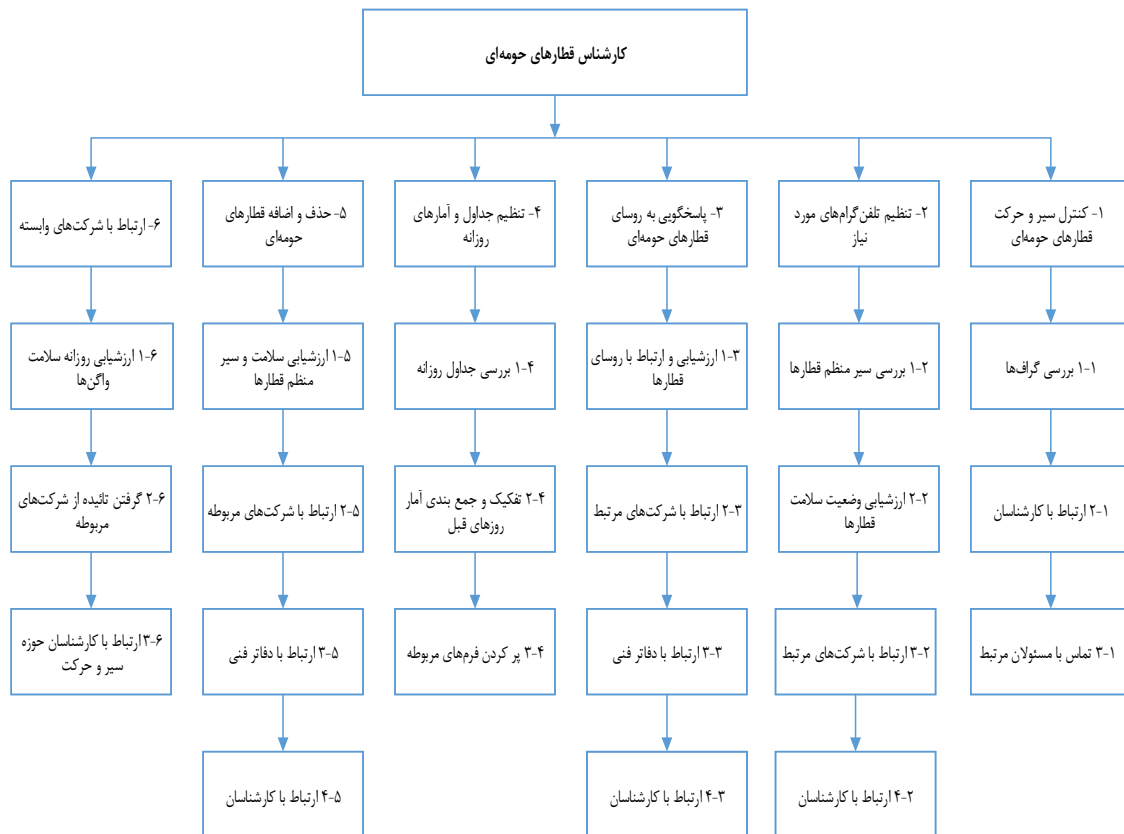 کارشناس قطارهای حومه‌ای
۱- کنترل سیر و حرکت
قطارهای حومه‌ای
۲- تنظیم تلفن‌گرام‌های مورد
نیاز
۳- پاسخگویی به روسای
قطارهای حومه‌ای
۴- تنظیم جداول و آمارهای
روزانه
۵- حذف و اضافه قطارهای
حومه‌ای
۶- ارتباط با شرکت‌های وابسته
۱-۱ بررسی گراف‌ها
۱-۲ بررسی سیر منظم قطارها
۱-۳ ارزشیابی و ارتباط با روسای
قطارها
۱-۴ بررسی جداول روزانه
۱-۵ ارزشیابی سلامت و سیر
منظم قطارها
۱-۶ ارزشیابی روزانه سلامت
واگن‌ها
۲-۱ ارتباط با کارشناسان
۲-۲ ارزشیابی وضعیت سلامت
قطارها
۲-۳ ارتباط با شرکت‌های مرتبط
۲-۴ تفکیک و جمع بندی آمار
روزهای قبل
۲-۵ ارتباط با شرکت‌های مربوطه
۲-۶ گرفتن تائیده از شرکت‌های
مربوطه
۳-۱ تماس با مسئولان مرتبط
۳-۲ ارتباط با شرکت‌های مرتبط
۳-۳ ارتباط با دفاتر فنی
۳-۴ پر کردن فرم‌های مربوطه
۳-۵ ارتباط با دفاتر فنی
۳-۶ ارتباط با کارشناسان حوزه
سیر و حرکت
۴-۲ ارتباط با کارشناسان
۴-۳ ارتباط با کارشناسان
۴-۵ ارتباط با کارشناسان